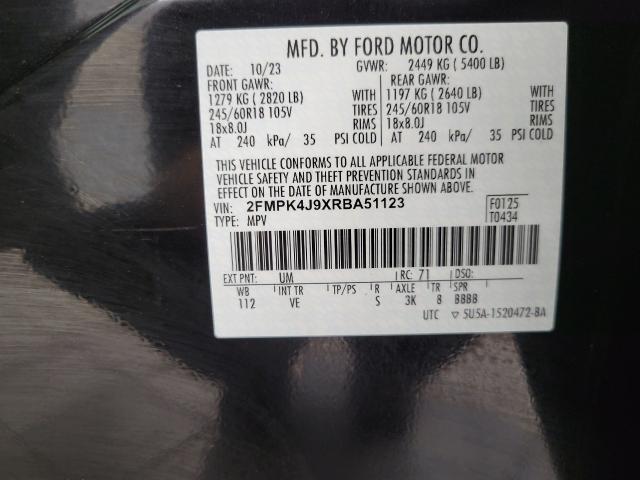 MFD. BY FORD MOTOR CO.
DATE: 10/23 GVWR: 2449 KG ( 5400 LB)
FRONT GAWR: REAR GAWR:
1279 KG ( 2820 LB) WITH 1197 KG ( 2640 LB) WITH
245/60R18 105V TIRES 245/60R18 105V TIRES
18x8.0J RIMS 18x8.0J RIMS
AT 240 kPa/ 35 PSI COLD AT 240 kPa/ 35 PSI COLD
THIS VEHICLE CONFORMS TO ALL APPLICABLE FEDERAL MOTOR
VEHICLE SAFETY AND THEFT PREVENTION STANDARDS IN
EFFECT ON THE DATE OF MANUFACTURE SHOWN ABOVE.
VIN: 2FMPK4J9XRBA51123 F0125
TYPE: MPV T0434
EXT PNT: UM RC: 71 DSO:
WB INT TR TP/PS R AXLE TR SPR
112 VE S 3K 8 BBBB
UTC ▽ 5U5A-1520472-BA